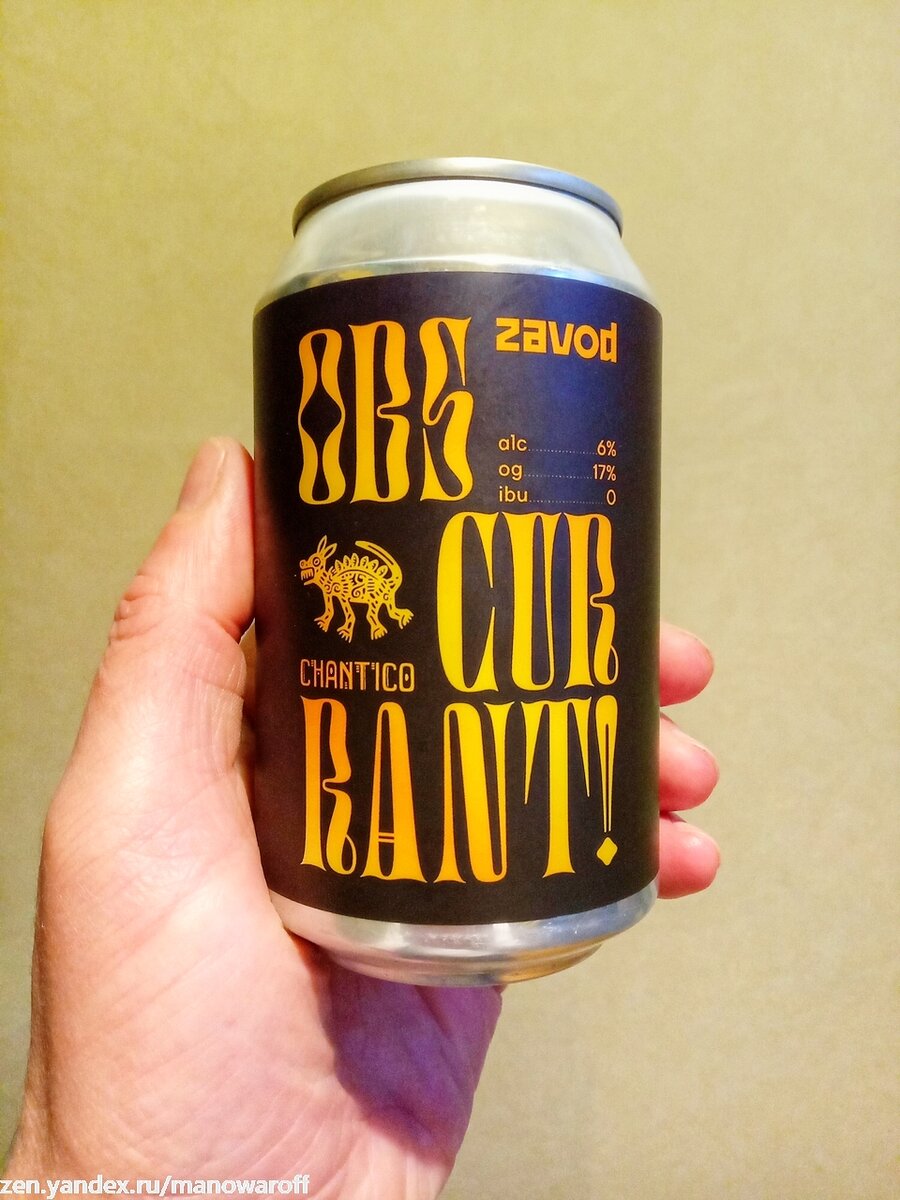 OBS
zavod
alc 6%
og 17%
ibu 0
CUR
CHANTICO
RANT!
zen.yandex.ru/manowaroff